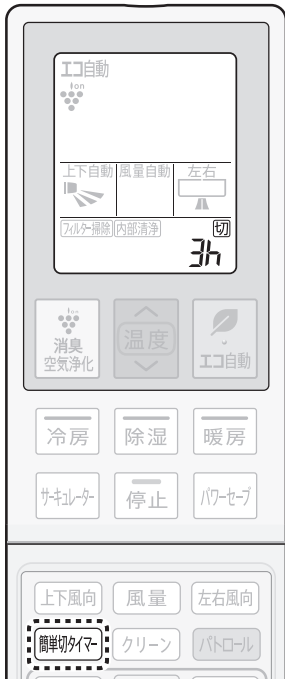 エコ自動
ion
上下自動 風量自動 左右
フィルター掃除 内部清浄 切
3h
ion
消臭
空気浄化
温度
エコ自動
冷房 除湿 暖房
サーキュレーター 停止 パワーセーブ
上下風向 風量 左右風向
簡単切タイマー クリーン パトロール